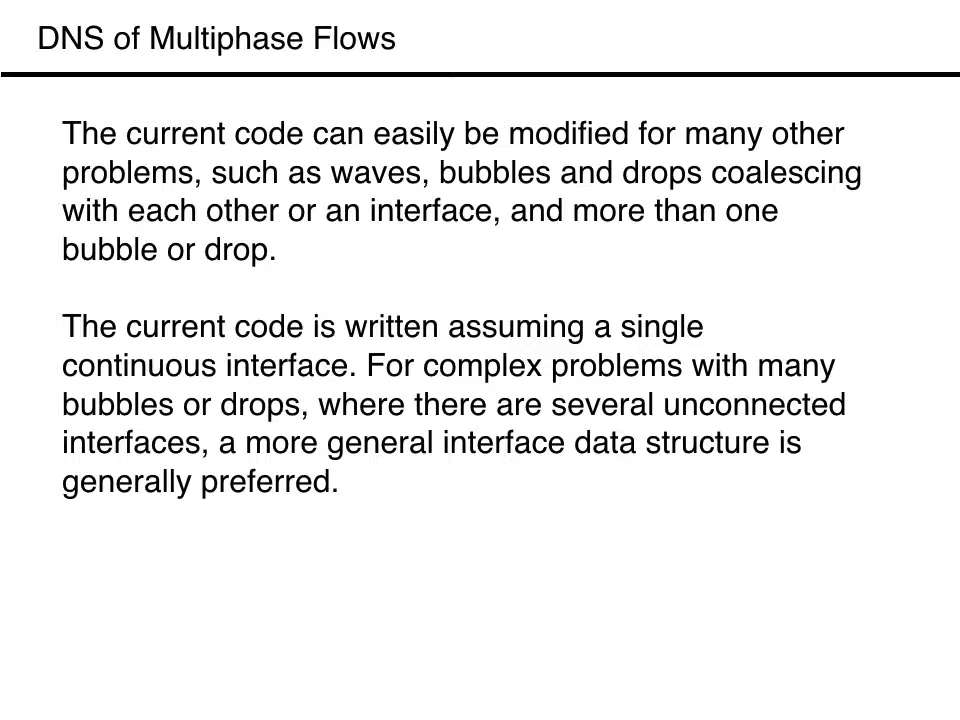 DNS of Multiphase Flows
The current code can easily be modified for many other
problems, such as waves, bubbles and drops coalescing
with each other or an interface, and more than one
bubble or drop.
The current code is written assuming a single
continuous interface. For complex problems with many
bubbles or drops, where there are several unconnected
interfaces, a more general interface data structure is
generally preferred.